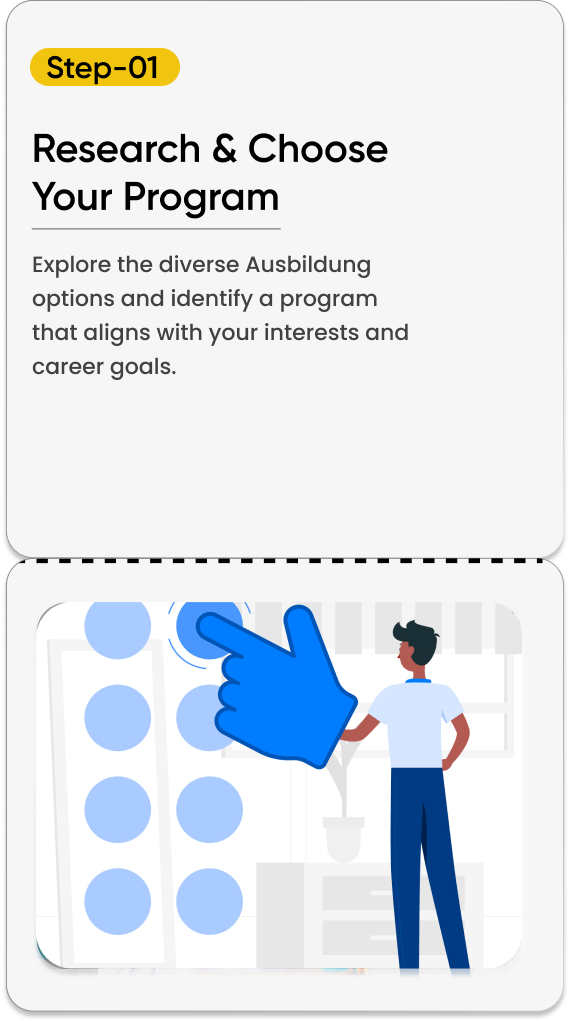 Step-01
Research & Choose
Your Program
Explore the diverse Ausbildung
options and identify a program
that aligns with your interests and
career goals.